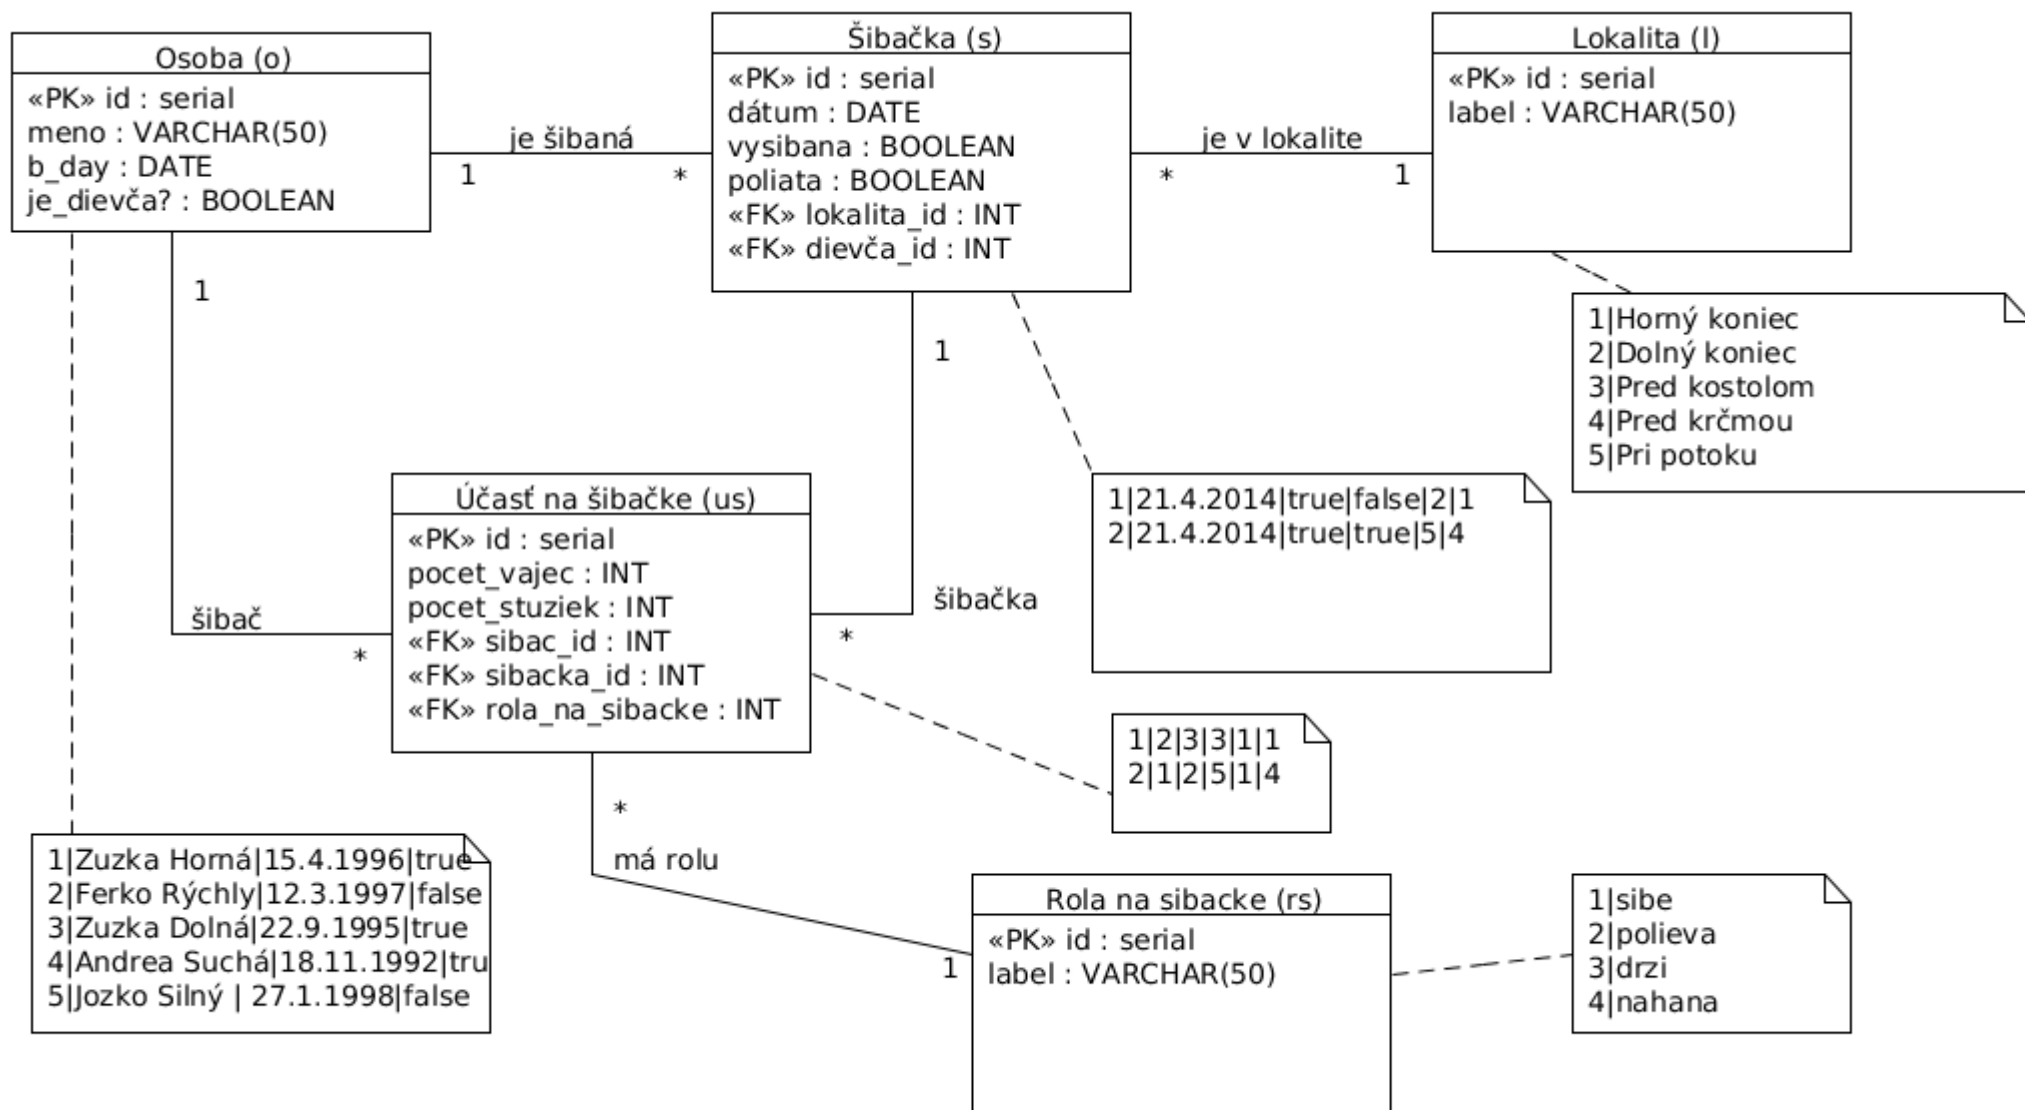 Osoba (o)
«PK» id : serial
meno : VARCHAR(50)
b_day : DATE
je_dievča? : BOOLEAN
je šibaná
1
*
Šibačka (s)
«PK» id : serial
dátum : DATE
vysibana : BOOLEAN
poliata : BOOLEAN
«FK» lokalita_id : INT
«FK» dievča_id : INT
je v lokalite
*
1
Lokalita (l)
«PK» id : serial
label : VARCHAR(50)
1|Horný koniec
2|Dolný koniec
3|Pred kostolom
4|Pred krčmou
5|Pri potoku
1
1
1|21.4.2014|true|false|2|1
2|21.4.2014|true|true|5|4
Účasť na šibačke (us)
«PK» id : serial
pocet_vajec : INT
pocet_stuziek : INT
«FK» sibac_id : INT
«FK» sibacka_id : INT
«FK» rola_na_sibacke : INT
šibač
*
šibačka
*
1|2|3|3|1|1
2|1|2|5|1|4
*
má rolu
1
1|Zuzka Horná|15.4.1996|true
2|Ferko Rýchly|12.3.1997|false
3|Zuzka Dolná|22.9.1995|true
4|Andrea Suchá|18.11.1992|tru
5|Jozko Silný | 27.1.1998|false
Rola na sibacke (rs)
«PK» id : serial
label : VARCHAR(50)
1|sibe
2|polieva
3|drzi
4|nahana